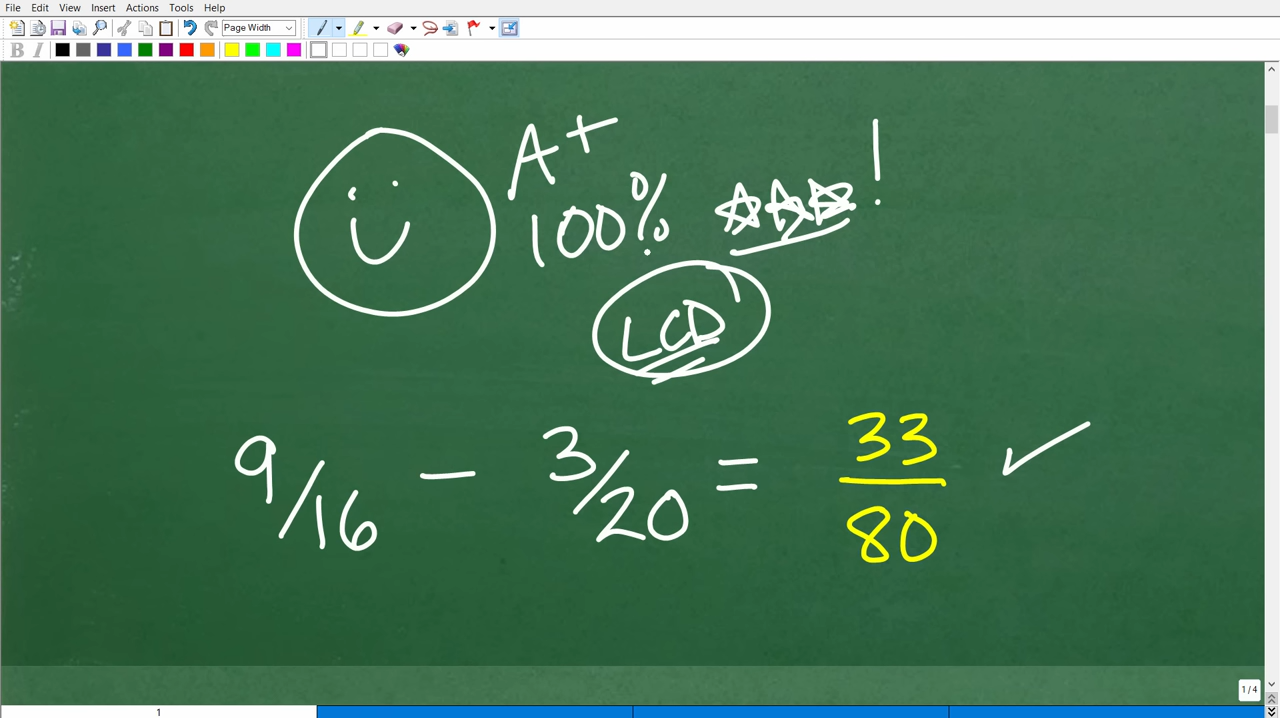 File Edit View Insert Actions Tools Help
Page Width
B I
A+
100% !
LCD
9/16 - 3/20 = 33/80 ✓
1/4
1